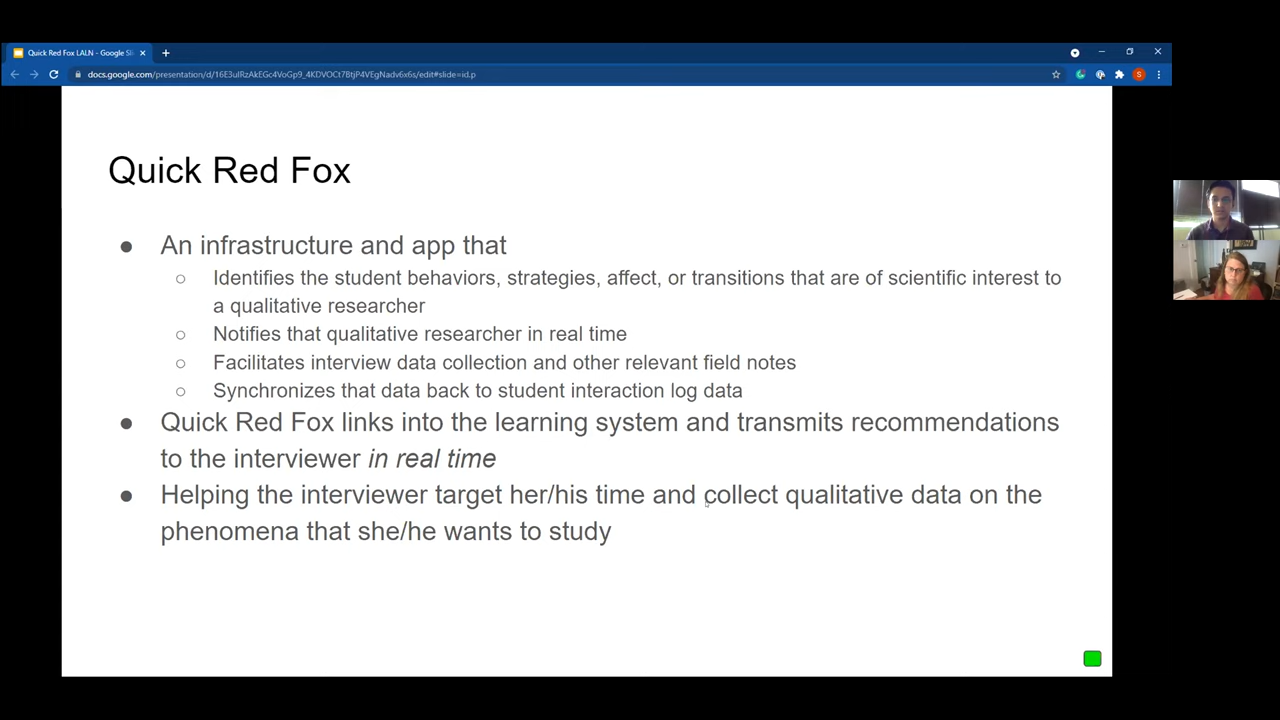 Quick Red Fox LALN - Google Sli
docs.google.com/presentation/d/16E3ulRzAkEGc4VoGp9_4KDVOCt7BtjP4VEgNadv6x6s/edit#slide=id.p
S
Quick Red Fox
● An infrastructure and app that
○ Identifies the student behaviors, strategies, affect, or transitions that are of scientific interest to
a qualitative researcher
○ Notifies that qualitative researcher in real time
○ Facilitates interview data collection and other relevant field notes
○ Synchronizes that data back to student interaction log data
● Quick Red Fox links into the learning system and transmits recommendations
to the interviewer in real time
● Helping the interviewer target her/his time and collect qualitative data on the
phenomena that she/he wants to study